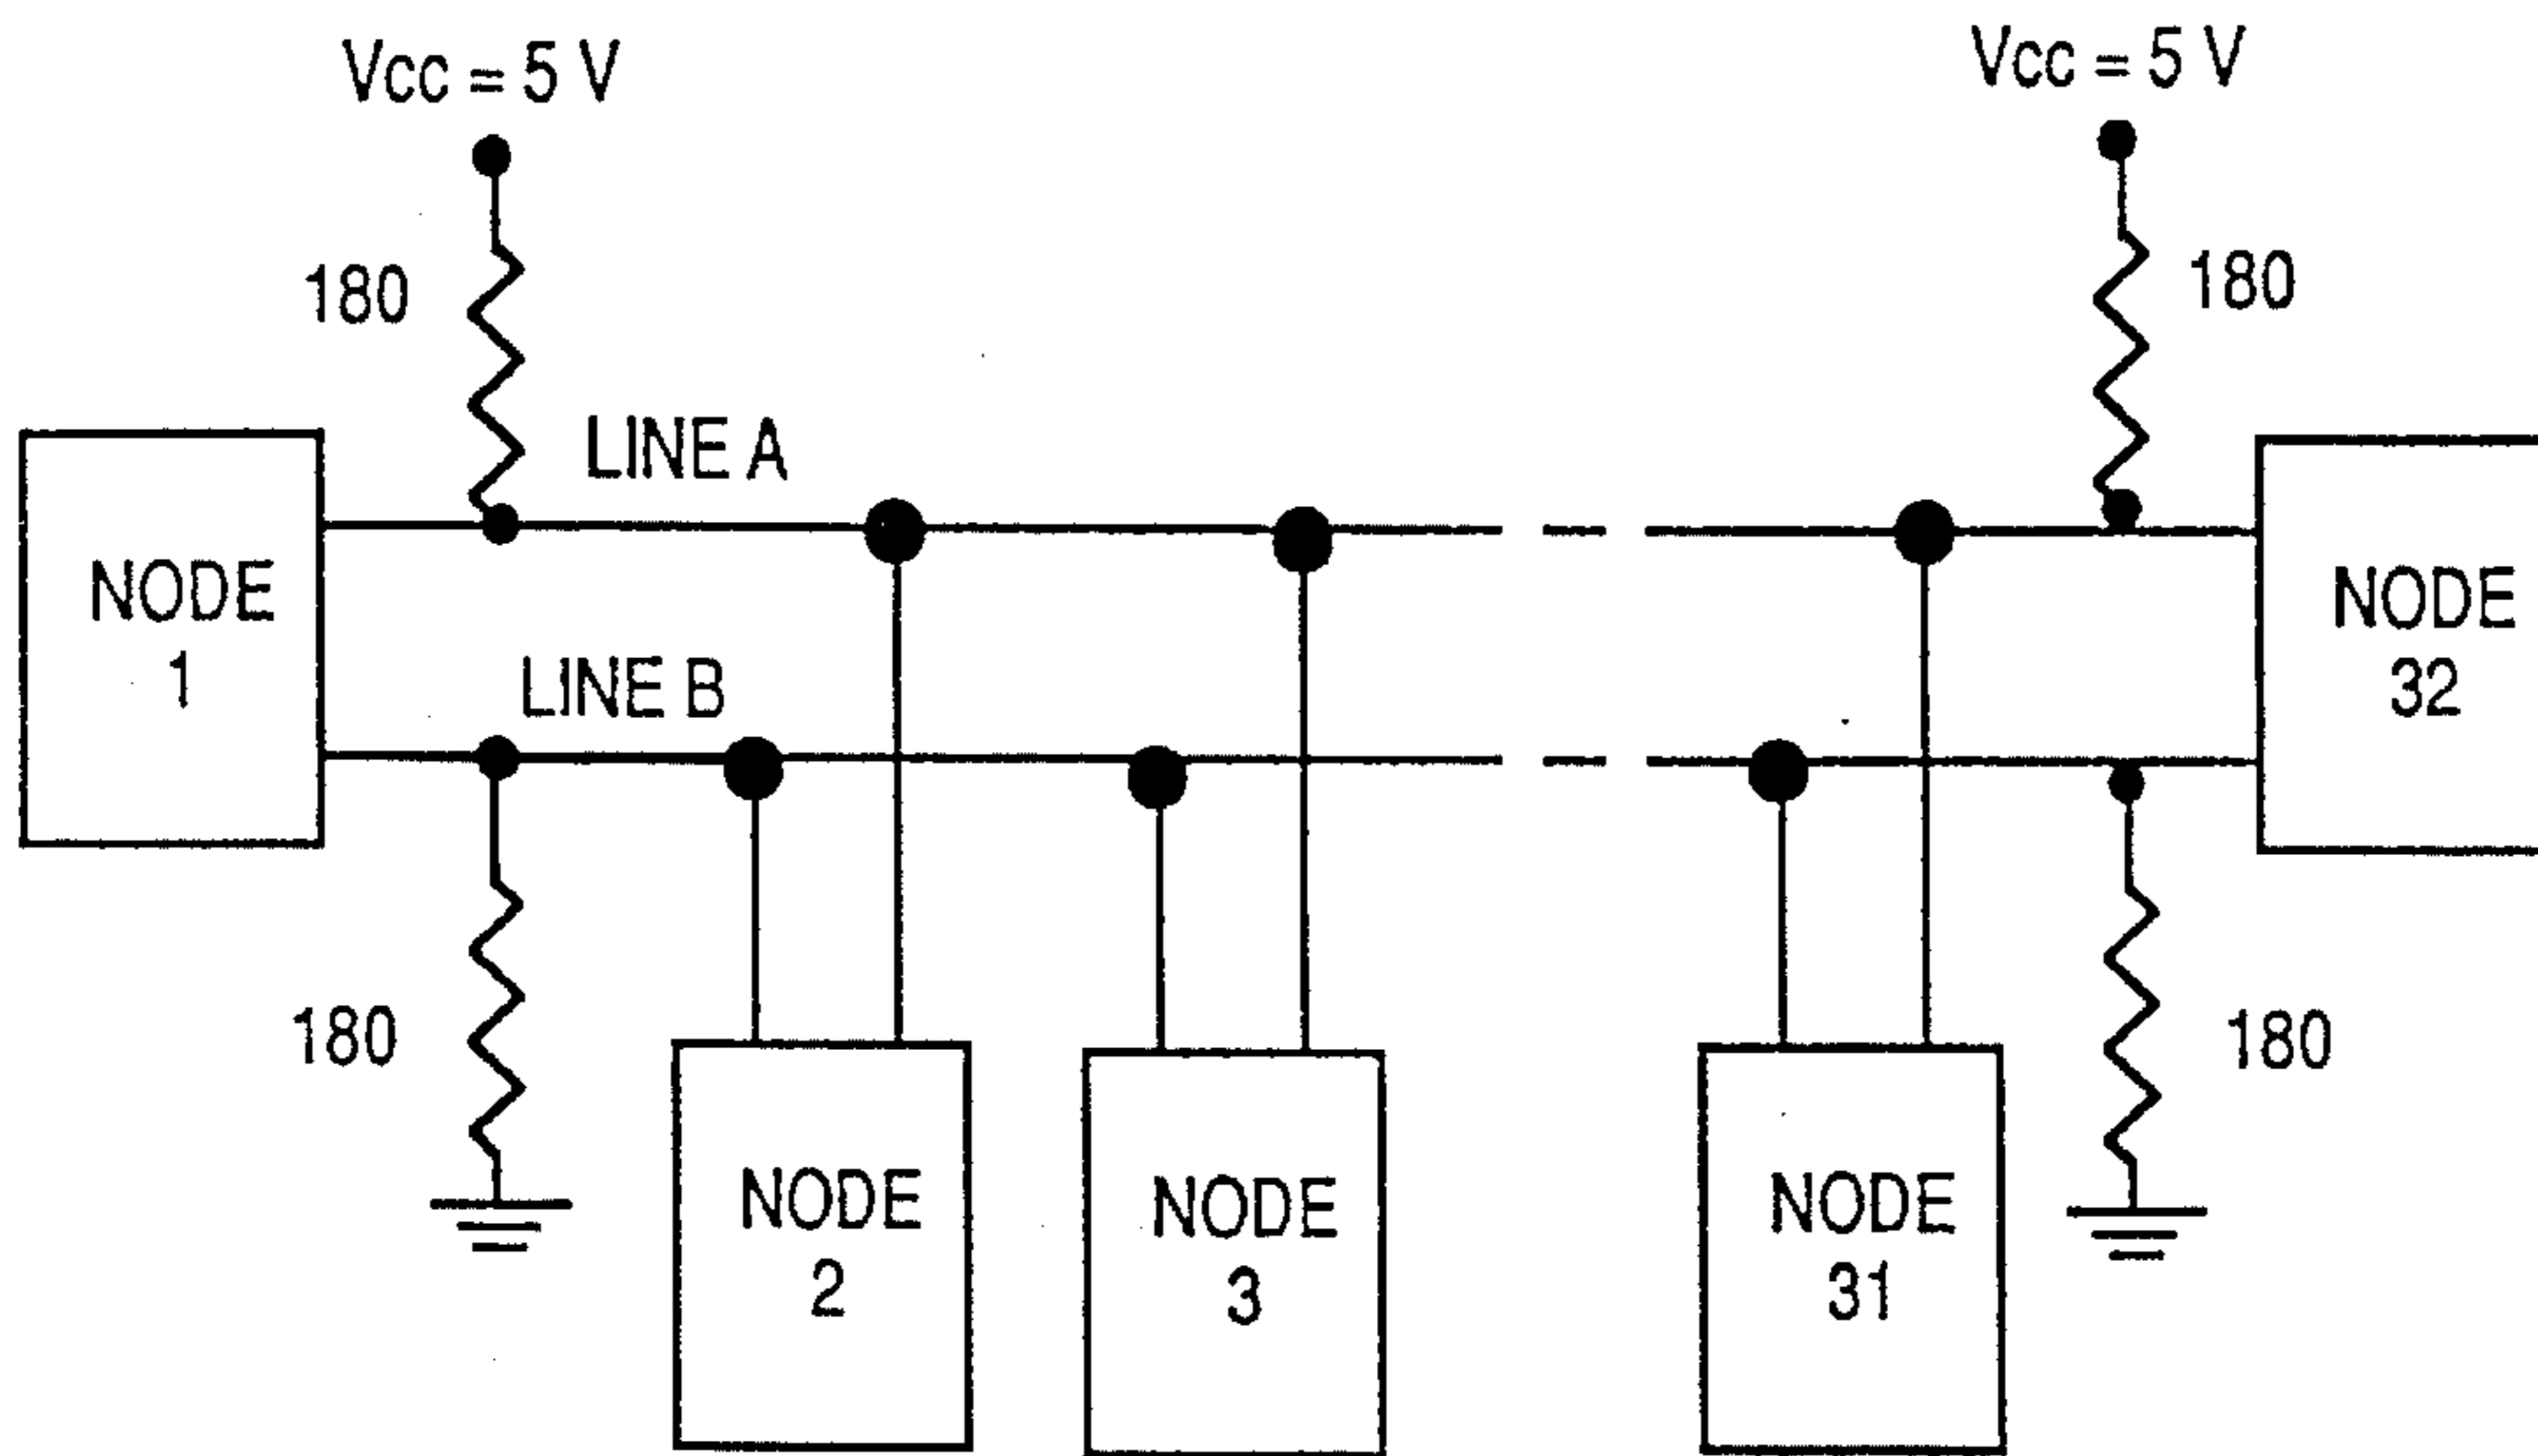 Vcc = 5 V
Vcc = 5 V
180
180
LINE A
NODE
1
NODE
32
LINE B
180
180
NODE
2
NODE
3
NODE
31